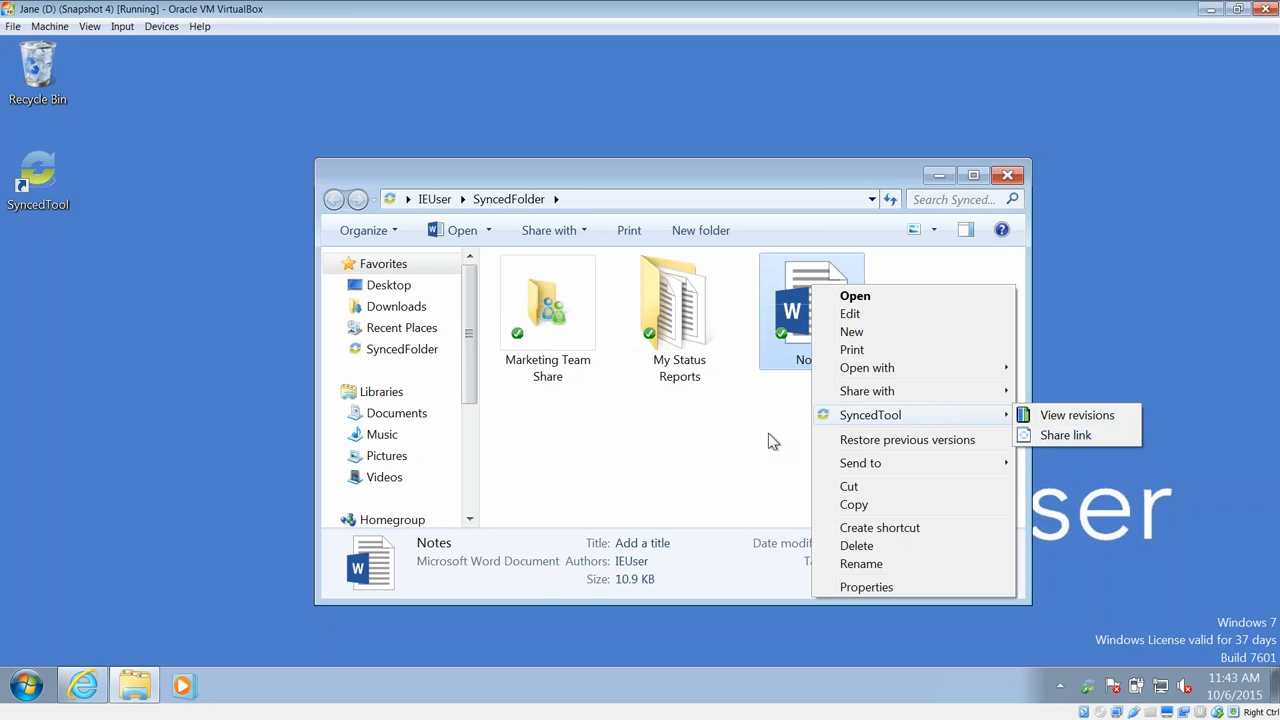 Jane (D) (Snapshot 4) [Running] - Oracle VM VirtualBox
File Machine View Input Devices Help
Recycle Bin
SyncedTool
IEUser SyncedFolder
Search Synced...
Organize Open Share with Print New folder
Favorites
Desktop
Downloads
Recent Places
SyncedFolder
Libraries
Documents
Music
Pictures
Videos
Homegroup
Marketing Team
Share
My Status
Reports
No
Open
Edit
New
Print
Open with
Share with
SyncedTool
Restore previous versions
Send to
Cut
Copy
Create shortcut
Delete
Rename
Properties
View revisions
Share link
ser
Notes
Microsoft Word Document
Title: Add a title
Authors: IEUser
Size: 10.9 KB
Date modif
Ta
Windows 7
Windows License valid for 37 days
Build 7601
11:43 AM
10/6/2015
Right Ctrl